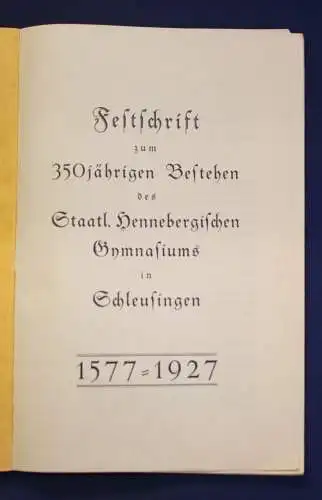 Festschrift
zum
350jährigen Bestehen
des
Staatl. Hennebergischen
Gymnasiums
in
Schleusingen
1577=1927